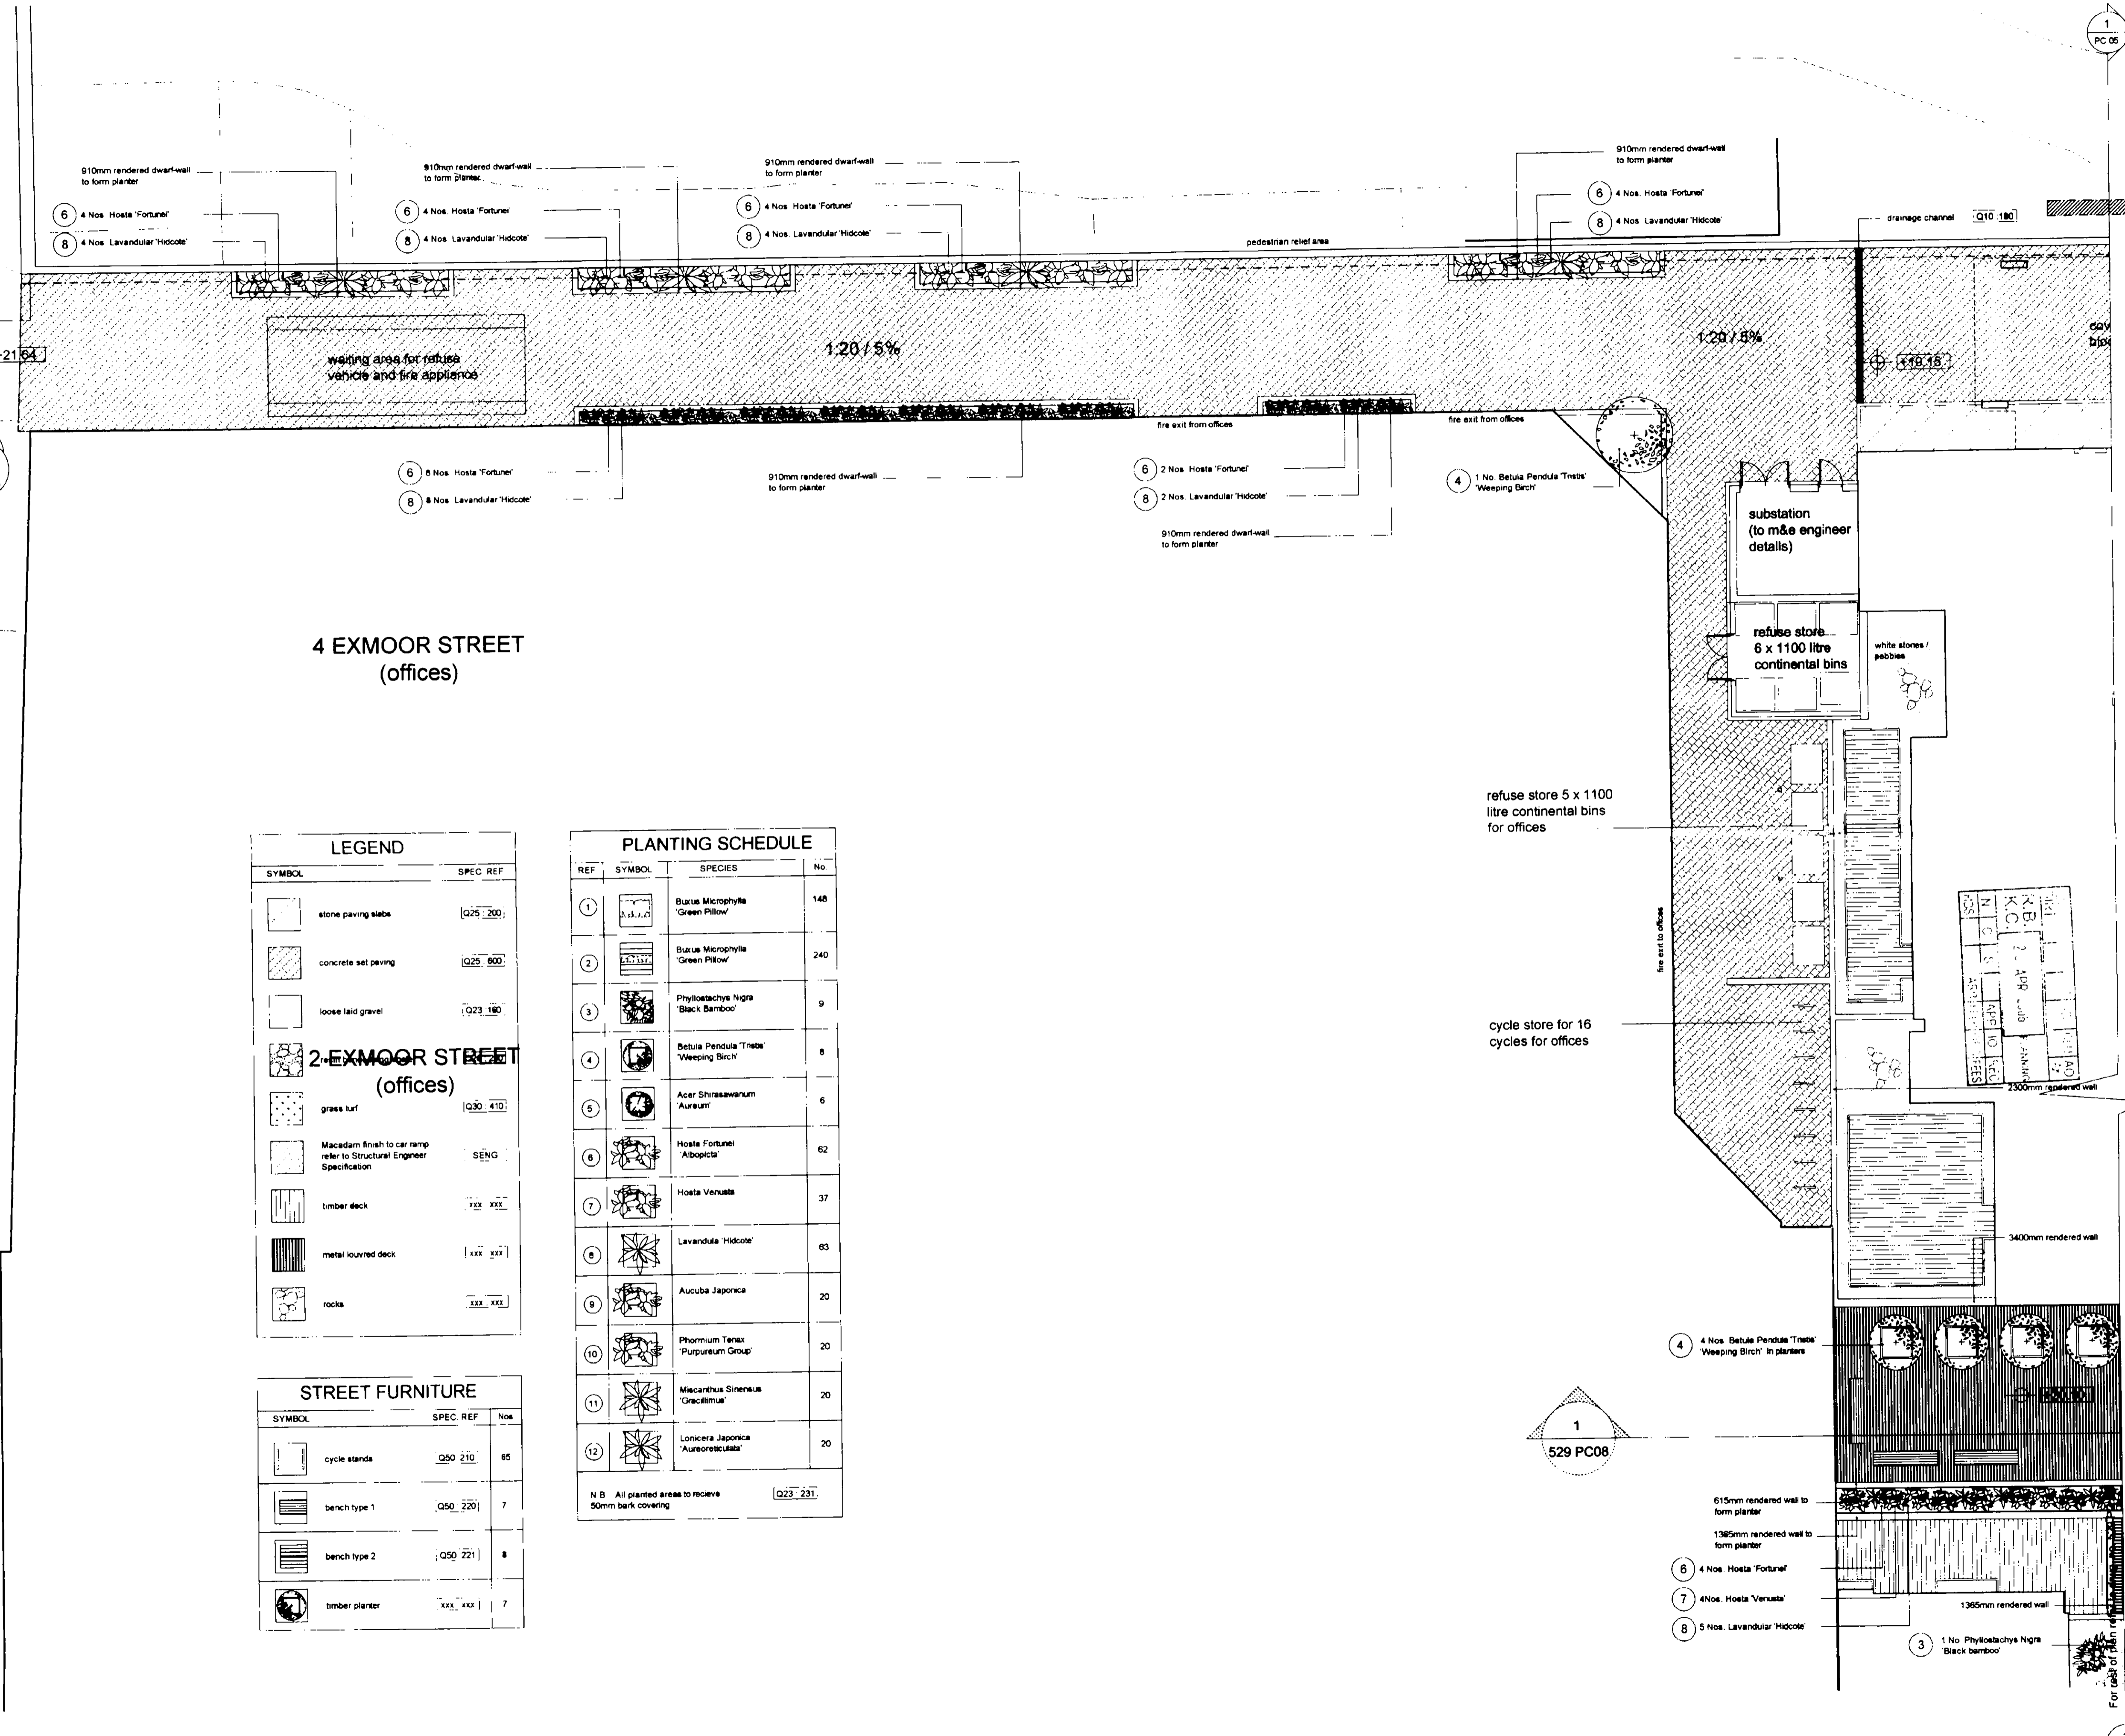 1
PC 05
910mm rendered dwarf-wall
to form planter
6 4 Nos. Hosta 'Fortunei'
8 4 Nos. Lavandular 'Hidcote'
910mm rendered dwarf-wall
to form planter
6 4 Nos. Hosta 'Fortunei'
8 4 Nos. Lavandular 'Hidcote'
910mm rendered dwarf-wall
to form planter
6 4 Nos. Hosta 'Fortunei'
8 4 Nos. Lavandular 'Hidcote'
910mm rendered dwarf-wall
to form planter
6 4 Nos. Hosta 'Fortunei'
8 4 Nos. Lavandular 'Hidcote'
pedestrian relief area
drainage channel Q10 180
21.64
waiting area for refuse
vehicle and fire appliance
1:20 / 5%
1:20 / 5%
fire exit from offices
fire exit from offices
6 8 Nos. Hosta 'Fortunei'
8 8 Nos. Lavandular 'Hidcote'
910mm rendered dwarf-wall
to form planter
6 2 Nos. Hosta 'Fortunei'
8 2 Nos. Lavandular 'Hidcote'
910mm rendered dwarf-wall
to form planter
4 1 No. Betula Pendula 'Tristis'
'Weeping Birch'
substation
(to m&e engineer
details)
refuse store
6 x 1100 litre
continental bins
white stones /
pebbles
4 EXMOOR STREET
(offices)
refuse store 5 x 1100
litre continental bins
for offices
fire exit to offices
cycle store for 16
cycles for offices
2300mm rendered wall
3400mm rendered wall
LEGEND
SYMBOL SPEC REF
stone paving slabs Q25 200
concrete set paving Q25 600
loose laid gravel Q23 180
2 EXMOOR STREET
(offices)
grass turf Q30 410
Macadam finish to car ramp
refer to Structural Engineer
Specification SENG
timber deck xxx xxx
metal louvred deck xxx xxx
rocks xxx xxx
STREET FURNITURE
SYMBOL SPEC. REF Nos
cycle stands Q50 210 65
bench type 1 Q50 220 7
bench type 2 Q50 221 8
timber planter xxx xxx 7
PLANTING SCHEDULE
REF SYMBOL SPECIES No.
1 Buxus Microphylla
'Green Pillow' 148
2 Buxus Microphylla
'Green Pillow' 240
3 Phyllostachys Nigra
'Black Bamboo' 9
4 Betula Pendula 'Tristis'
'Weeping Birch' 8
5 Acer Shirasawanum
'Aureum' 6
6 Hosta Fortunei
'Albopicta' 62
7 Hosta Venusta 37
8 Lavandula 'Hidcote' 63
9 Aucuba Japonica 20
10 Phormium Tenax
'Purpureum Group' 20
11 Miscanthus Sinensus
'Gracillimus' 20
12 Lonicera Japonica
'Aureoreticulata' 20
N.B. All planted areas to recieve
50mm bark covering Q23 231
4 4 Nos. Betula Pendula 'Tristis'
'Weeping Birch' In planters
1
529 PC08
615mm rendered wall to
form planter
1365mm rendered wall to
form planter
6 4 Nos. Hosta 'Fortunei'
7 4Nos. Hosta 'Venusta'
8 5 Nos. Lavandular 'Hidcote'
1365mm rendered wall
3 1 No. Phyllostachys Nigra
'Black bamboo'
For rest of plan